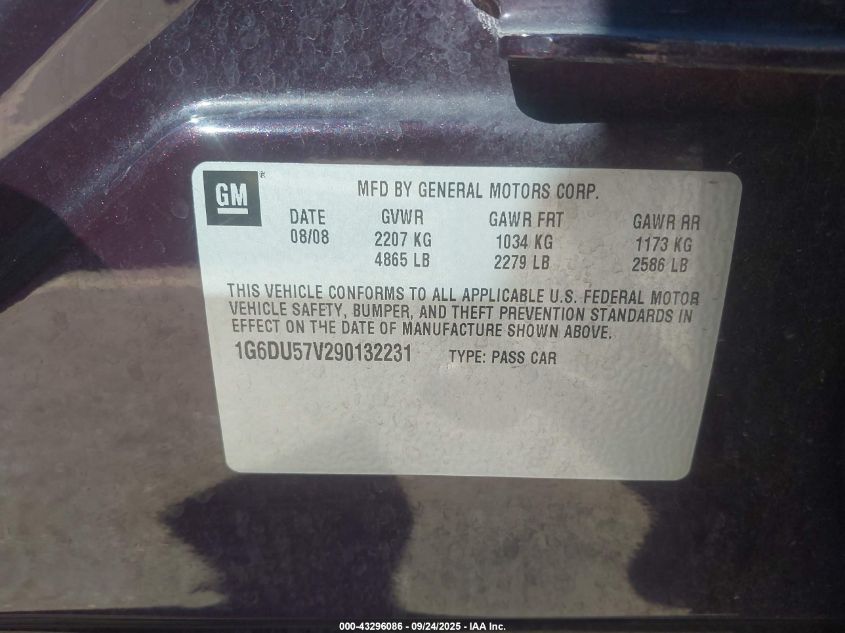 GM
MFD BY GENERAL MOTORS CORP.
DATE GVWR GAWR FRT GAWR RR
08/08 2207 KG 1034 KG 1173 KG
4865 LB 2279 LB 2586 LB
THIS VEHICLE CONFORMS TO ALL APPLICABLE U.S. FEDERAL MOTOR
VEHICLE SAFETY, BUMPER, AND THEFT PREVENTION STANDARDS IN
EFFECT ON THE DATE OF MANUFACTURE SHOWN ABOVE.
1G6DU57V290132231 TYPE: PASS CAR
000-43296086 - 09/24/2025 - IAA Inc.